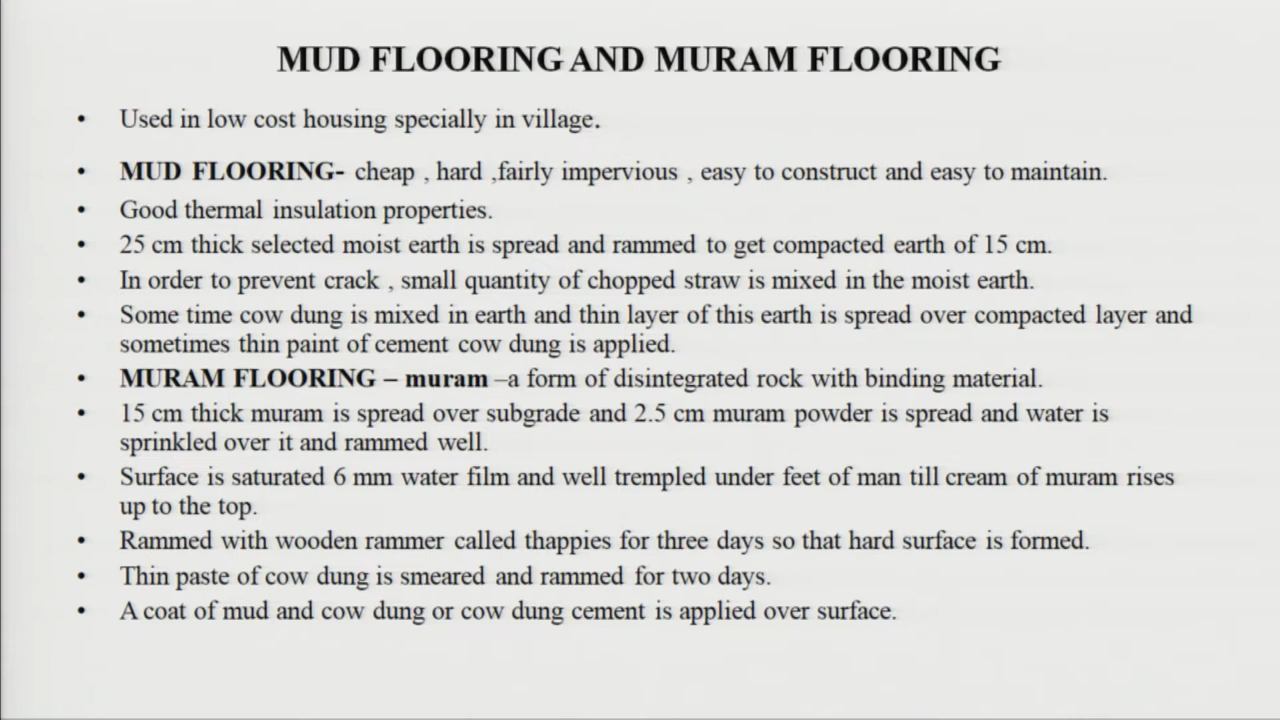 MUD FLOORING AND MURAM FLOORING
• Used in low cost housing specially in village.
• MUD FLOORING- cheap , hard ,fairly impervious , easy to construct and easy to maintain.
• Good thermal insulation properties.
• 25 cm thick selected moist earth is spread and rammed to get compacted earth of 15 cm.
• In order to prevent crack , small quantity of chopped straw is mixed in the moist earth.
• Some time cow dung is mixed in earth and thin layer of this earth is spread over compacted layer and
sometimes thin paint of cement cow dung is applied.
• MURAM FLOORING – muram –a form of disintegrated rock with binding material.
• 15 cm thick muram is spread over subgrade and 2.5 cm muram powder is spread and water is
sprinkled over it and rammed well.
• Surface is saturated 6 mm water film and well trempled under feet of man till cream of muram rises
up to the top.
• Rammed with wooden rammer called thappies for three days so that hard surface is formed.
• Thin paste of cow dung is smeared and rammed for two days.
• A coat of mud and cow dung or cow dung cement is applied over surface.